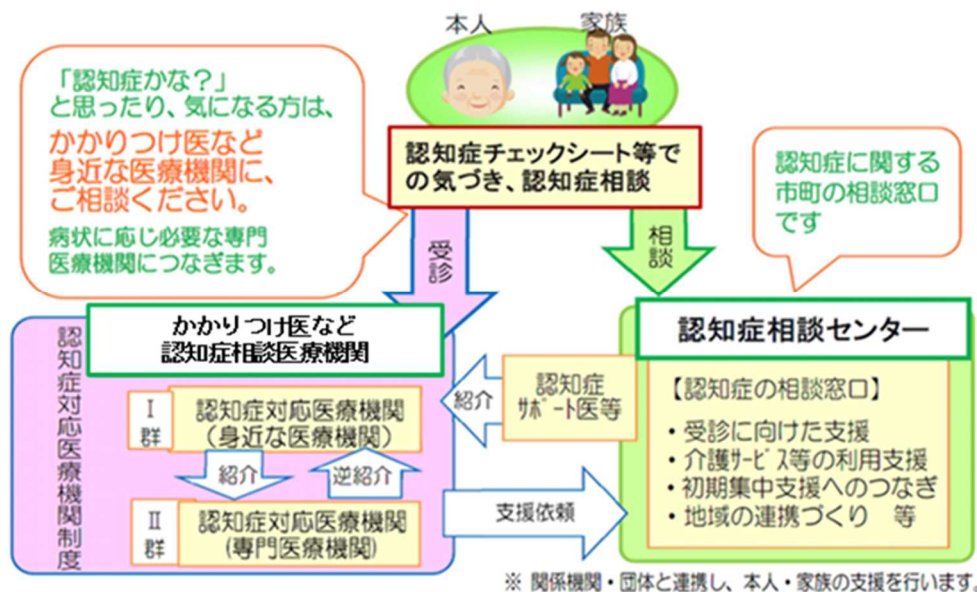 本人
家族
「認知症かな？」
と思ったり、気になる方は、
かかりつけ医など
身近な医療機関に、
ご相談ください。
病状に応じ必要な専門
医療機関につなぎます。
認知症チェックシート等で
の気づき、認知症相談
認知症に関する
市町の相談窓口
です
受診
相談
認知症対応医療機関制度
かかりつけ医など
認知症相談医療機関
Ⅰ群
認知症対応医療機関
（身近な医療機関）
紹介
逆紹介
Ⅱ群
認知症対応医療機関
(専門医療機関)
紹介
認知症
ｻﾎﾟｰﾄ医等
支援依頼
認知症相談センター
【認知症の相談窓口】
・受診に向けた支援
・介護ｻｰﾋﾞｽ等の利用支援
・初期集中支援へのつなぎ
・地域の連携づくり　等
※ 関係機関・団体と連携し、本人・家族の支援を行います。